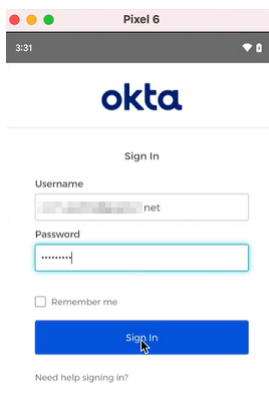 Pixel 6
3:31
okta
Sign In
Username
net
Password
Remember me
Sign In
Need help signing in?